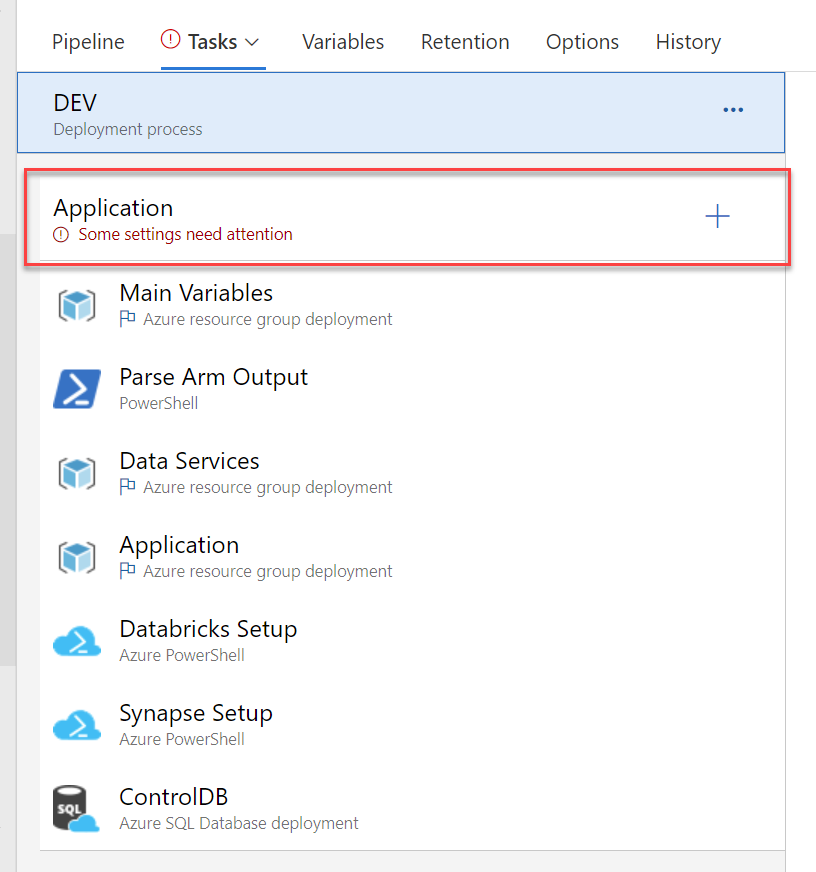 Pipeline Tasks Variables Retention Options History
DEV
Deployment process
Application
Some settings need attention
Main Variables
Azure resource group deployment
Parse Arm Output
PowerShell
Data Services
Azure resource group deployment
Application
Azure resource group deployment
Databricks Setup
Azure PowerShell
Synapse Setup
Azure PowerShell
SQL
ControlDB
Azure SQL Database deployment